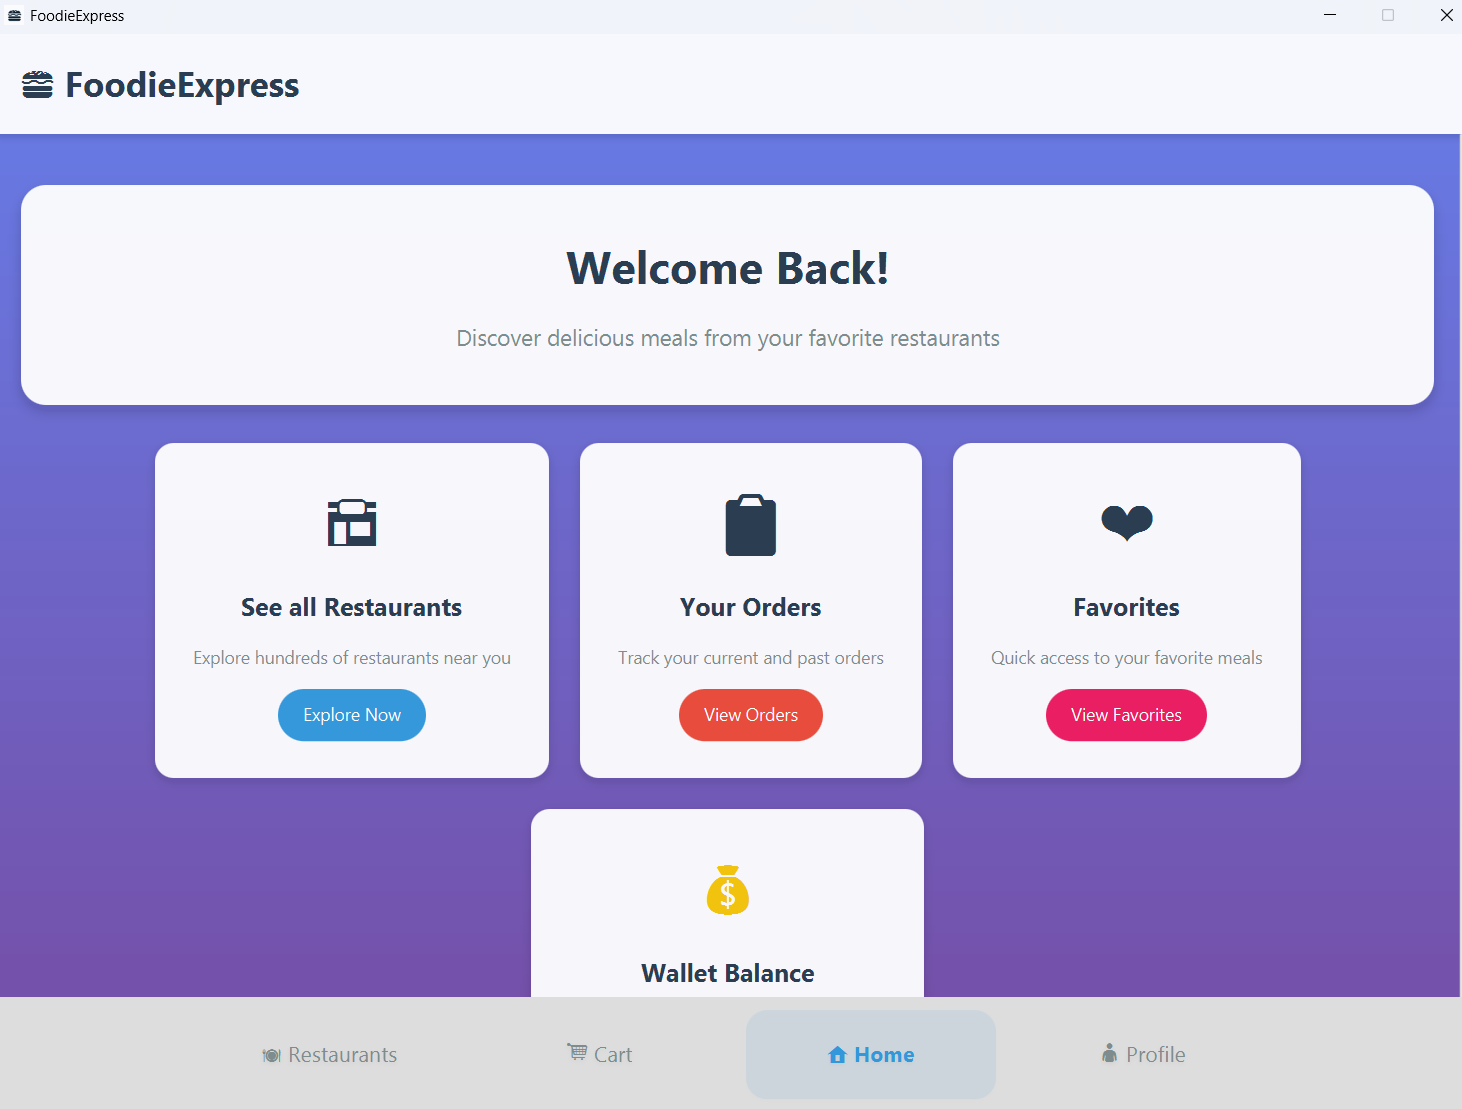 FoodieExpress
FoodieExpress
Welcome Back!
Discover delicious meals from your favorite restaurants
See all Restaurants
Explore hundreds of restaurants near you
Explore Now
Your Orders
Track your current and past orders
View Orders
Favorites
Quick access to your favorite meals
View Favorites
$
Wallet Balance
Restaurants
Cart
Home
Profile